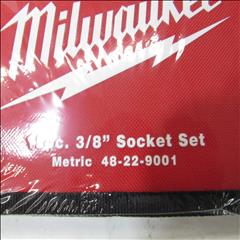 Milwaukee
pc. 3/8" Socket Set
Metric 48-22-9001